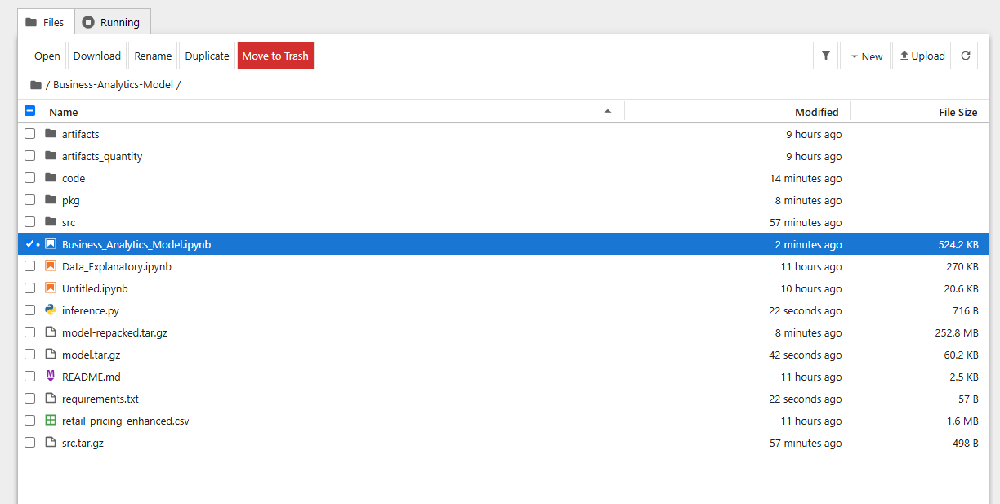 Files Running
Open Download Rename Duplicate Move to Trash New Upload
/ Business-Analytics-Model /
Name Modified File Size
artifacts 9 hours ago
artifacts_quantity 9 hours ago
code 14 minutes ago
pkg 8 minutes ago
src 57 minutes ago
Business_Analytics_Model.ipynb 2 minutes ago 524.2 KB
Data_Explanatory.ipynb 11 hours ago 270 KB
Untitled.ipynb 10 hours ago 20.6 KB
inference.py 22 seconds ago 716 B
model-repacked.tar.gz 8 minutes ago 252.8 MB
model.tar.gz 42 seconds ago 60.2 KB
M README.md 11 hours ago 2.5 KB
requirements.txt 22 seconds ago 57 B
retail_pricing_enhanced.csv 11 hours ago 1.6 MB
src.tar.gz 57 minutes ago 498 B